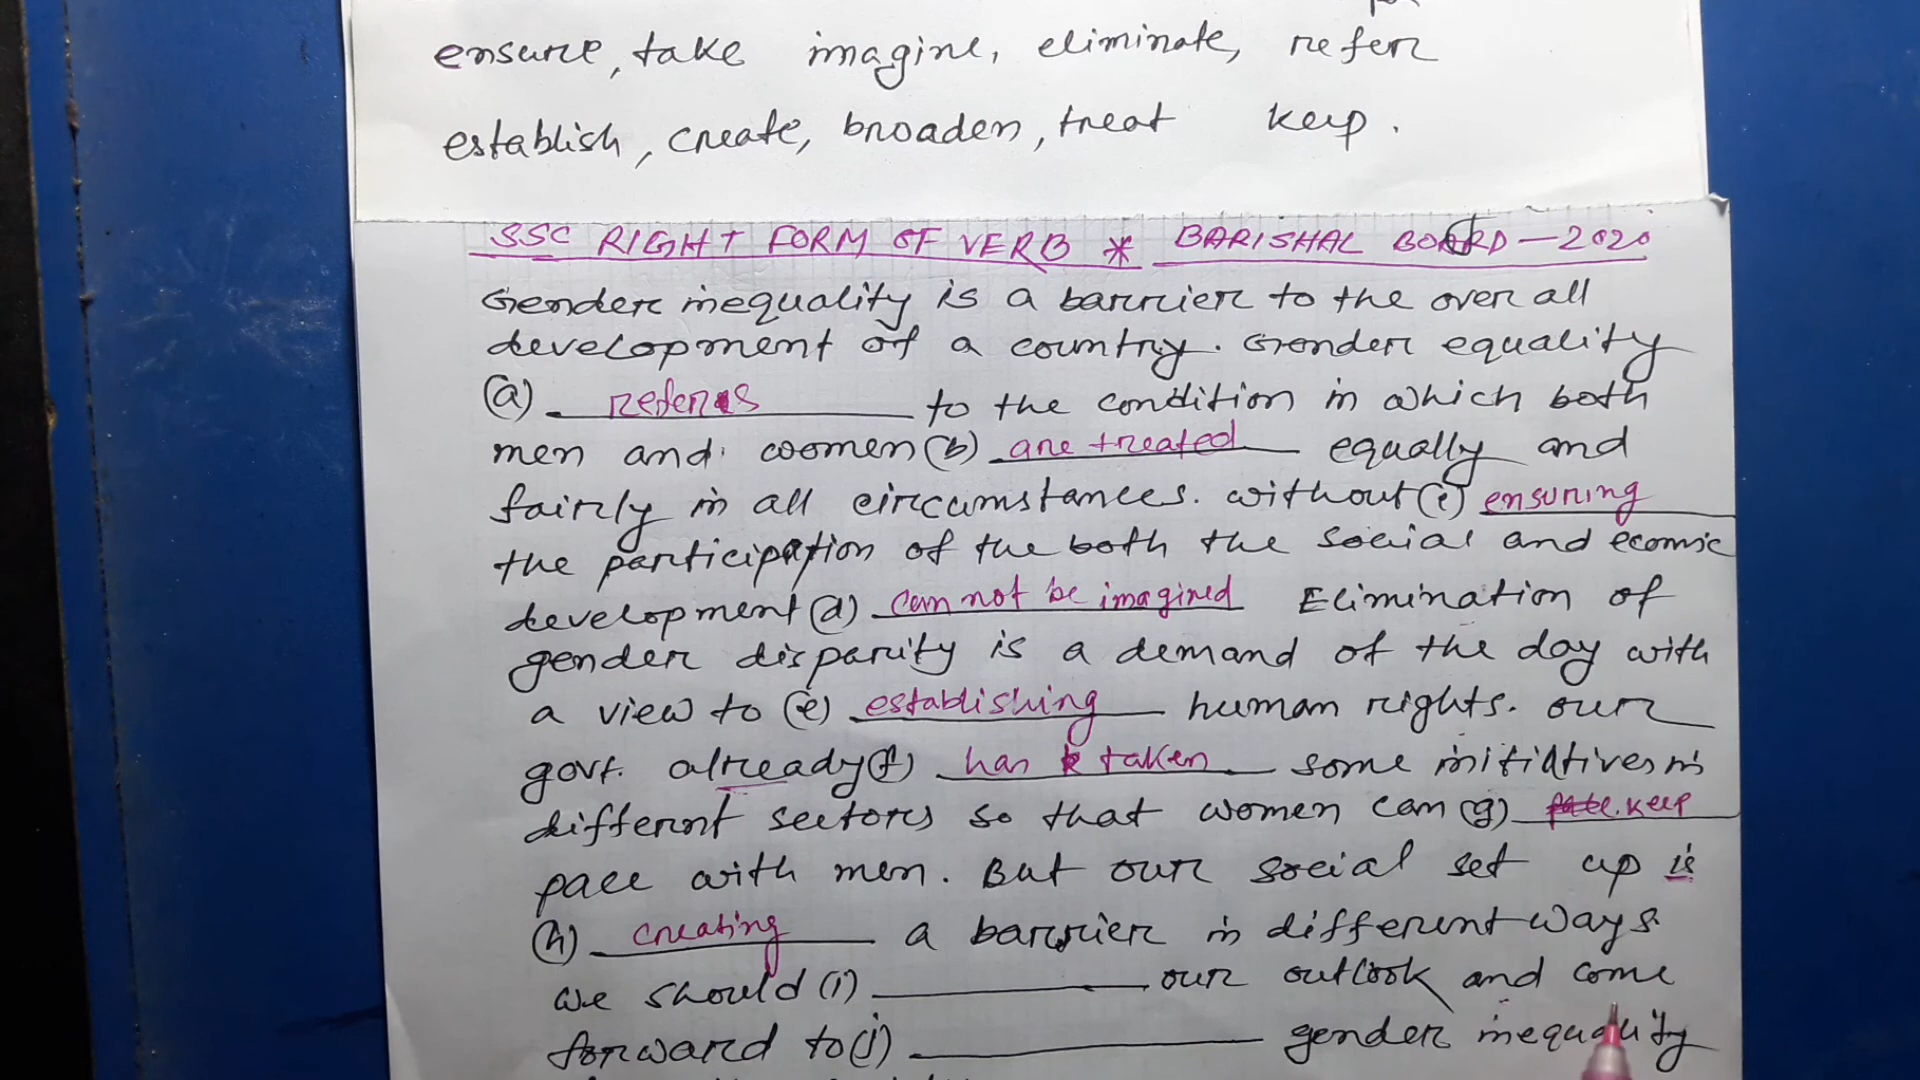 ensure, take imagine, eliminate, refer
establish, create, broaden, treat keep.
SSC RIGHT FORM OF VERB * BARISHAL BOARD-2020
Gender inequality is a barrier to the over all
development of a country. Gender equality
(a) refers to the condition in which both
men and women (b) are treated equally and
fairly in all circumstances. without (c) ensuring
the participation of the both the social and ecomic
development (d) can not be imagined Elimination of
gender disparity is a demand of the day with
a view to (e) establishing human rights. our
govt. already (f) has taken some initiatives in
different sectors so that women can (g) keep
pace with men. But our social set up is
(h) creating a barrier in different ways.
we should (i) our outlook and come
forward to (j) gender inequality